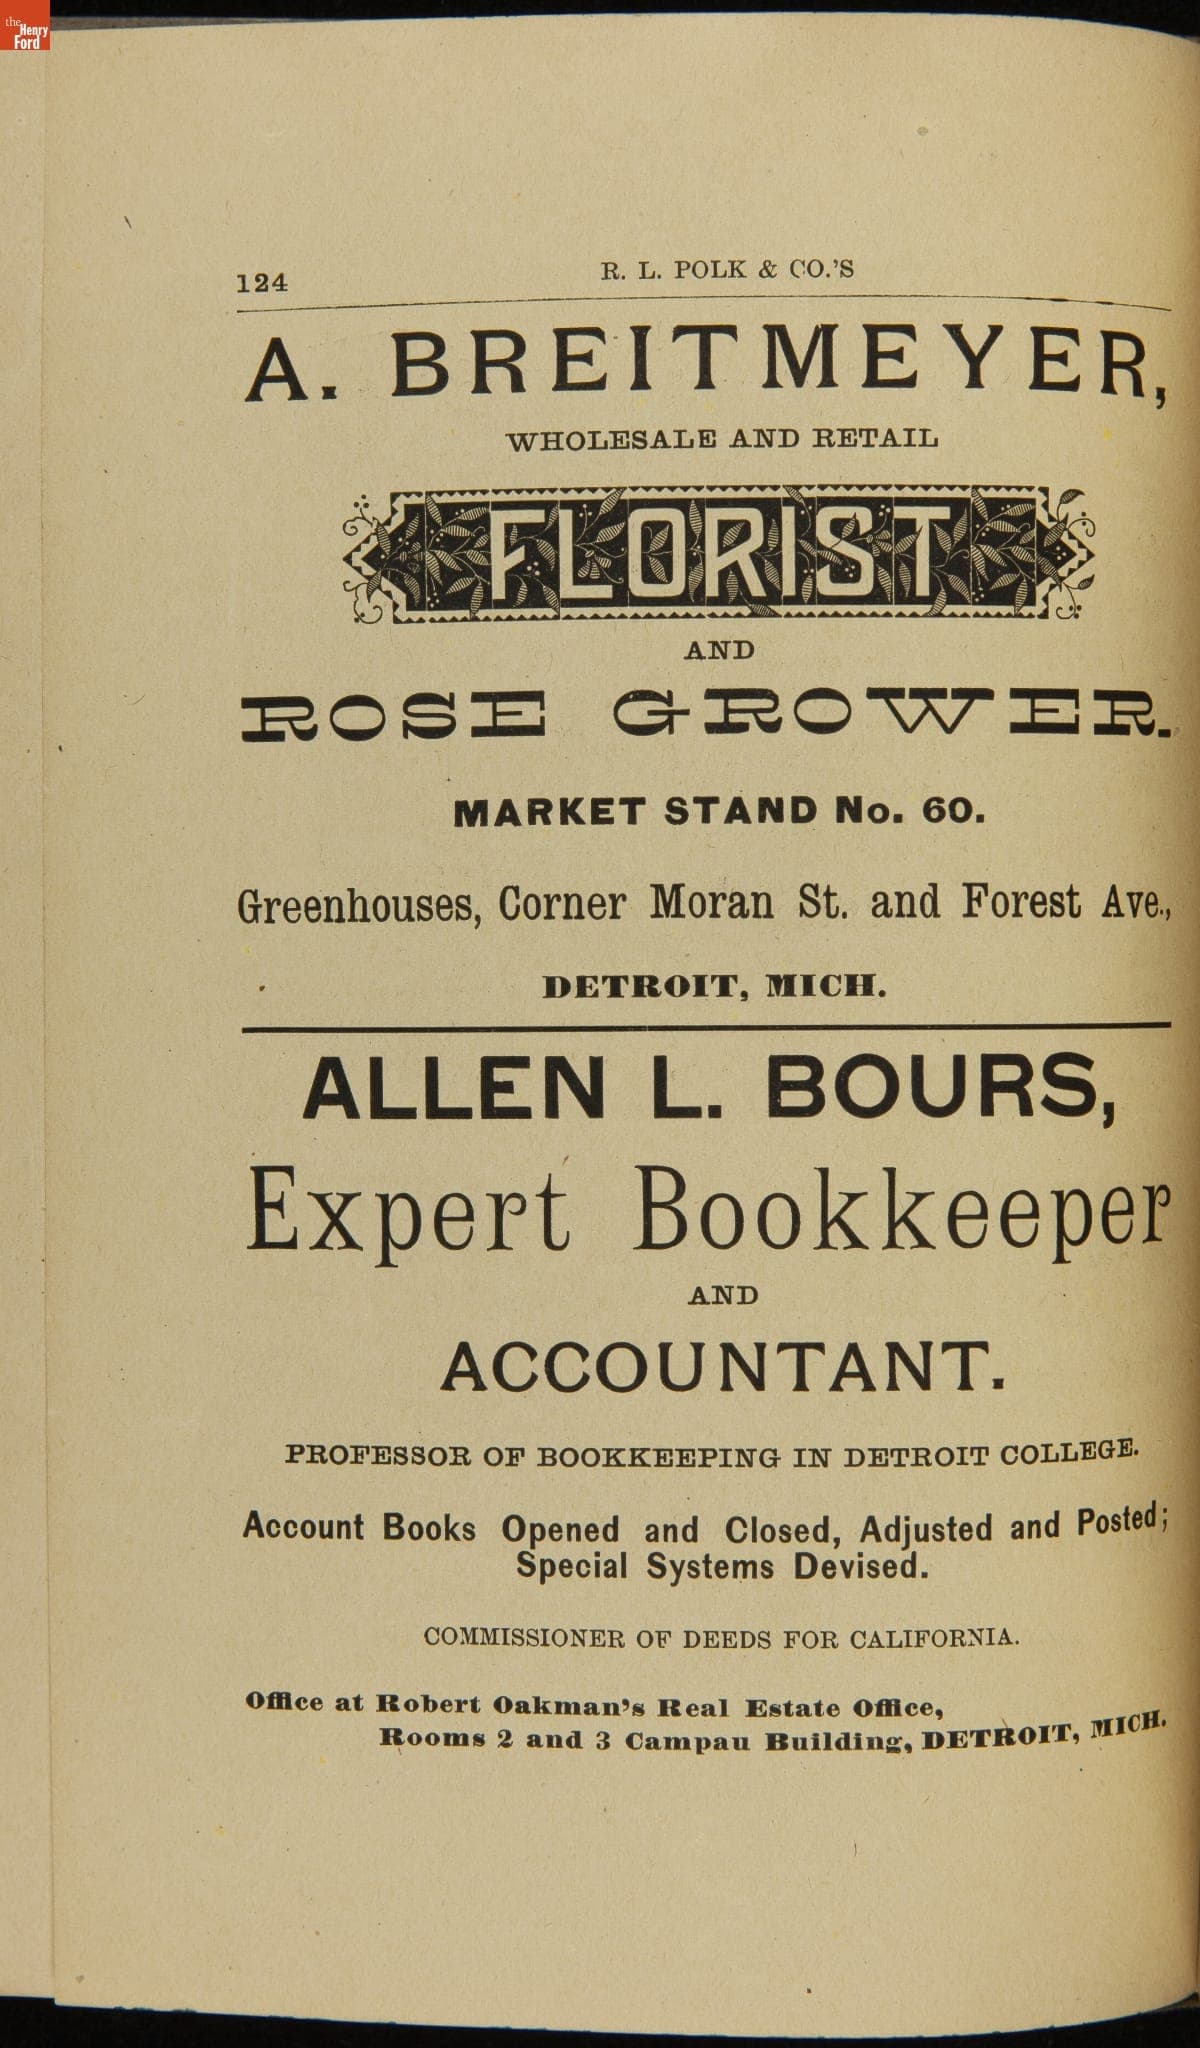 the
Henry
Ford
124
R. L. POLK & CO.'S
A. BREITMEYER,
WHOLESALE AND RETAIL
FLORIST
AND
ROSE GROWER.
MARKET STAND No. 60.
Greenhouses, Corner Moran St. and Forest Ave.,
DETROIT, MICH.
ALLEN L. BOURS,
Expert Bookkeeper
AND
ACCOUNTANT.
PROFESSOR OF BOOKKEEPING IN DETROIT COLLEGE.
Account Books Opened and Closed, Adjusted and Posted;
Special Systems Devised.
COMMISSIONER OF DEEDS FOR CALIFORNIA.
Office at Robert Oakman's Real Estate Office,
Rooms 2 and 3 Campau Building, DETROIT, MICH.